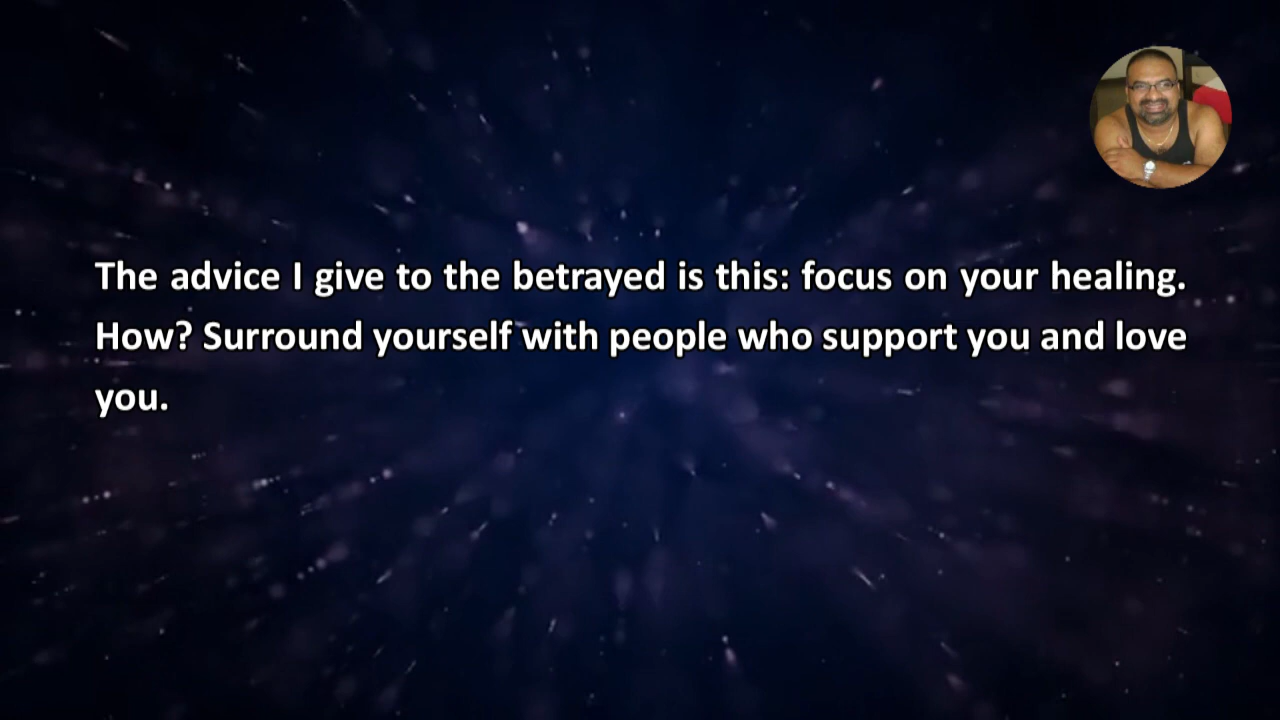 The advice I give to the betrayed is this: focus on your healing.
How? Surround yourself with people who support you and love
you.